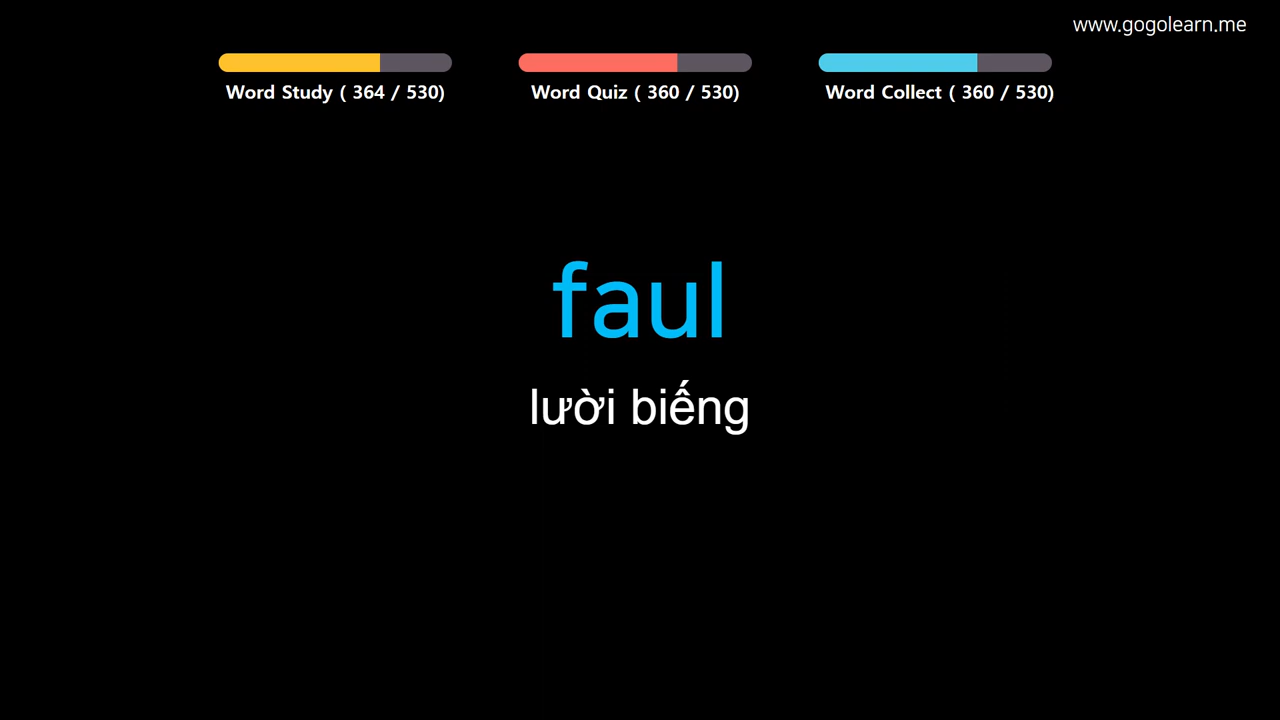 www.gogolearn.me
Word Study ( 364 / 530)
Word Quiz ( 360 / 530)
Word Collect ( 360 / 530)
faul
lười biếng